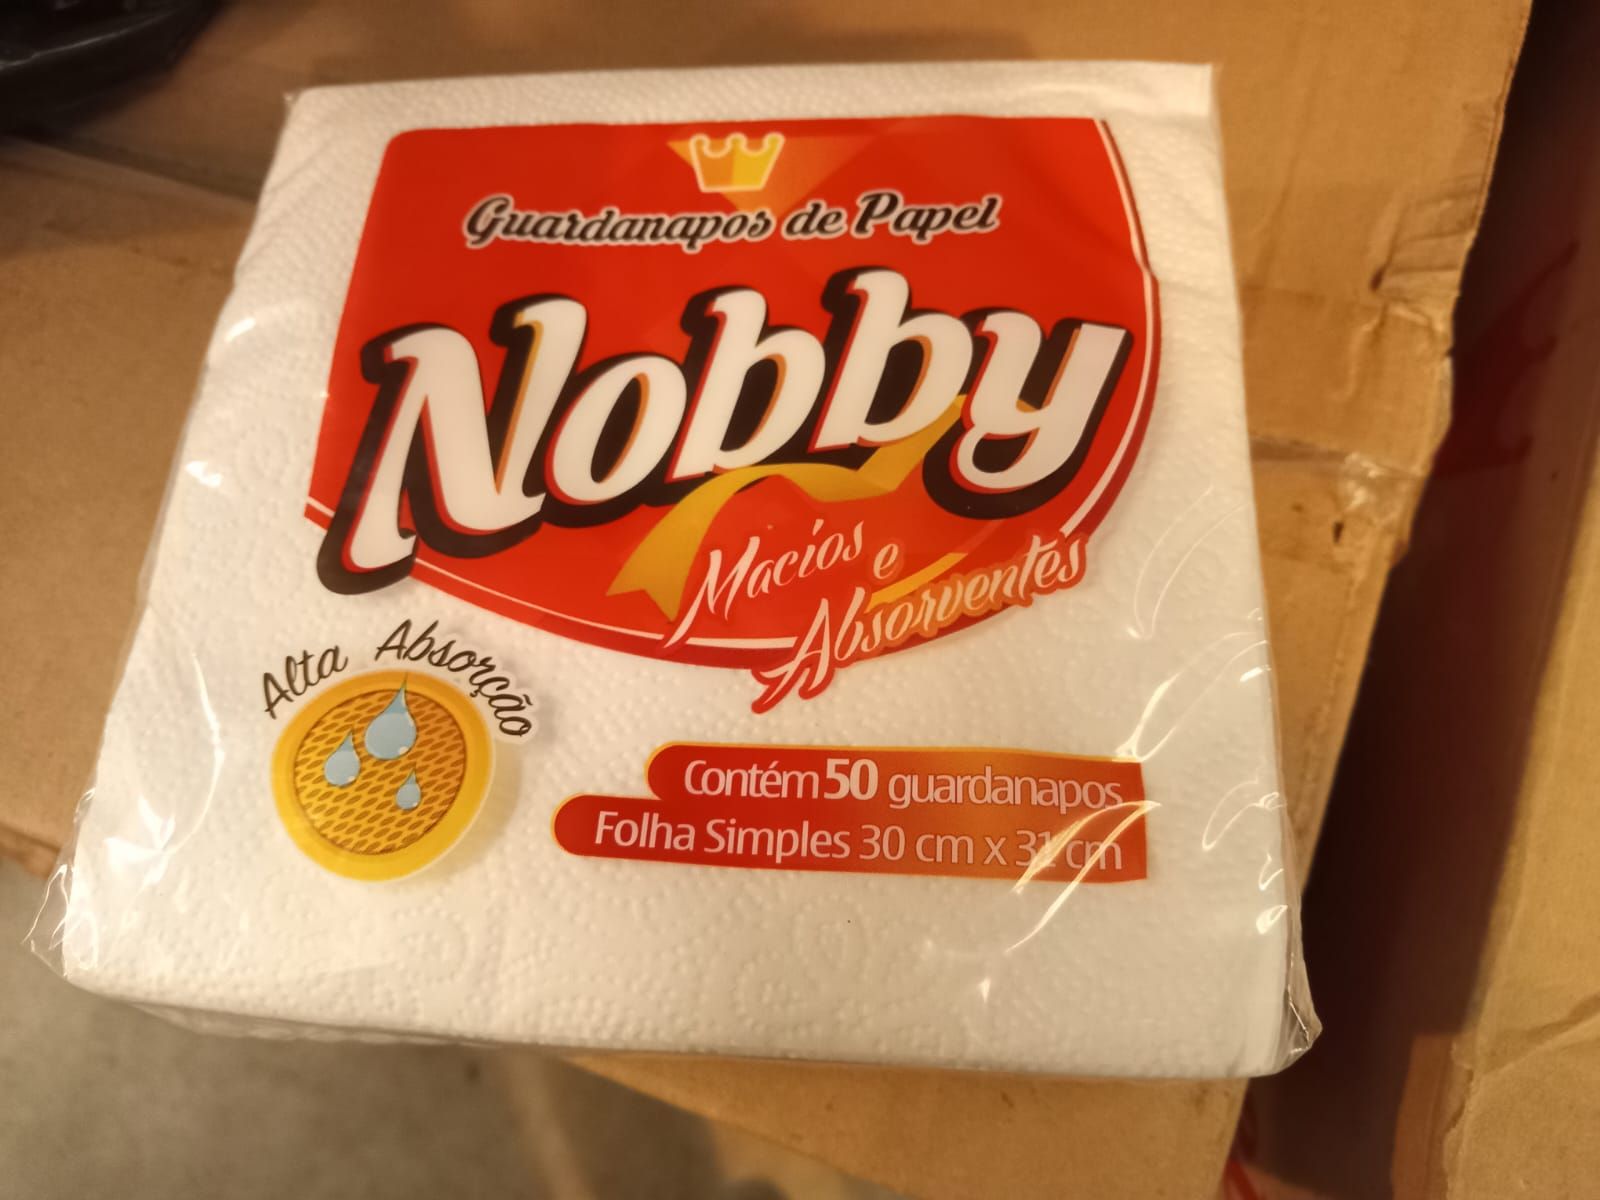 Guardanapos de Papel
Nobby
Macios e
Absorventes
Alta Absorção
Contém 50 guardanapos
Folha Simples 30 cm x 31 cm